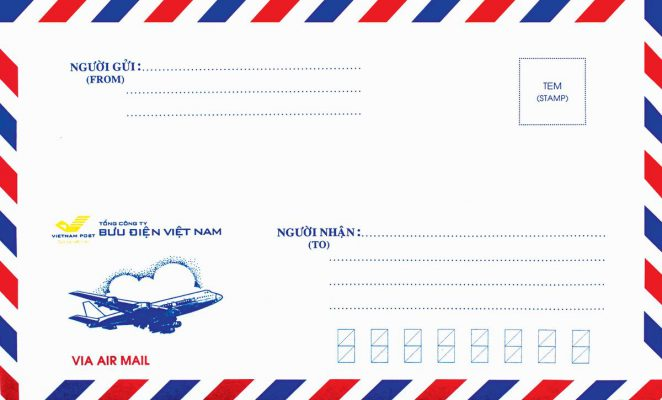 NGƯỜI GỬI:
(FROM)
TEM
(STAMP)
VIETNAM POST
TỔNG CÔNG TY
BƯU ĐIỆN VIỆT NAM
NGƯỜI NHẬN:
(TO)
VIA AIR MAIL